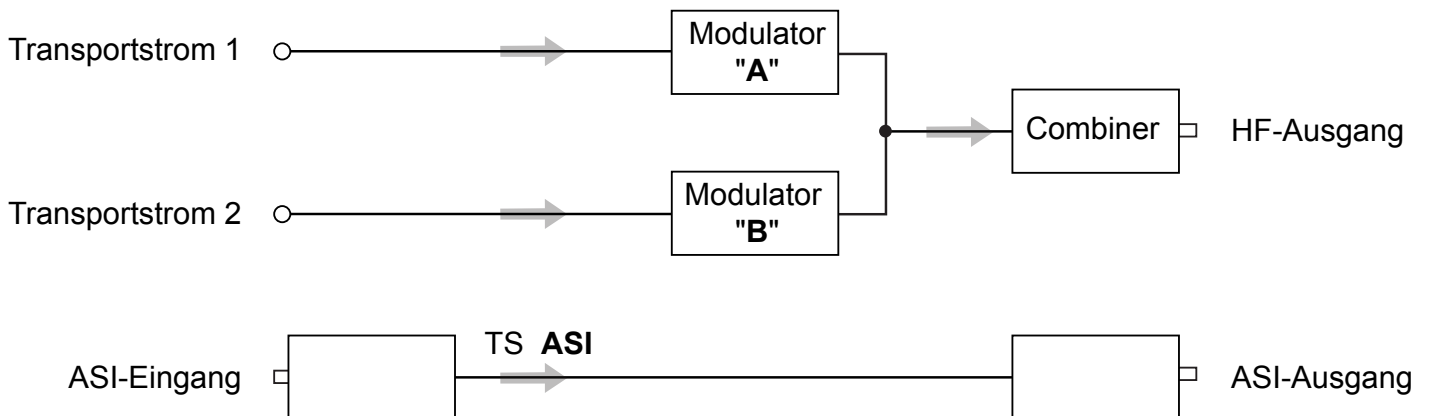 Transportstrom 1
Modulator
"A"
Combiner
HF-Ausgang
Transportstrom 2
Modulator
"B"
TS ASI
ASI-Eingang
ASI-Ausgang